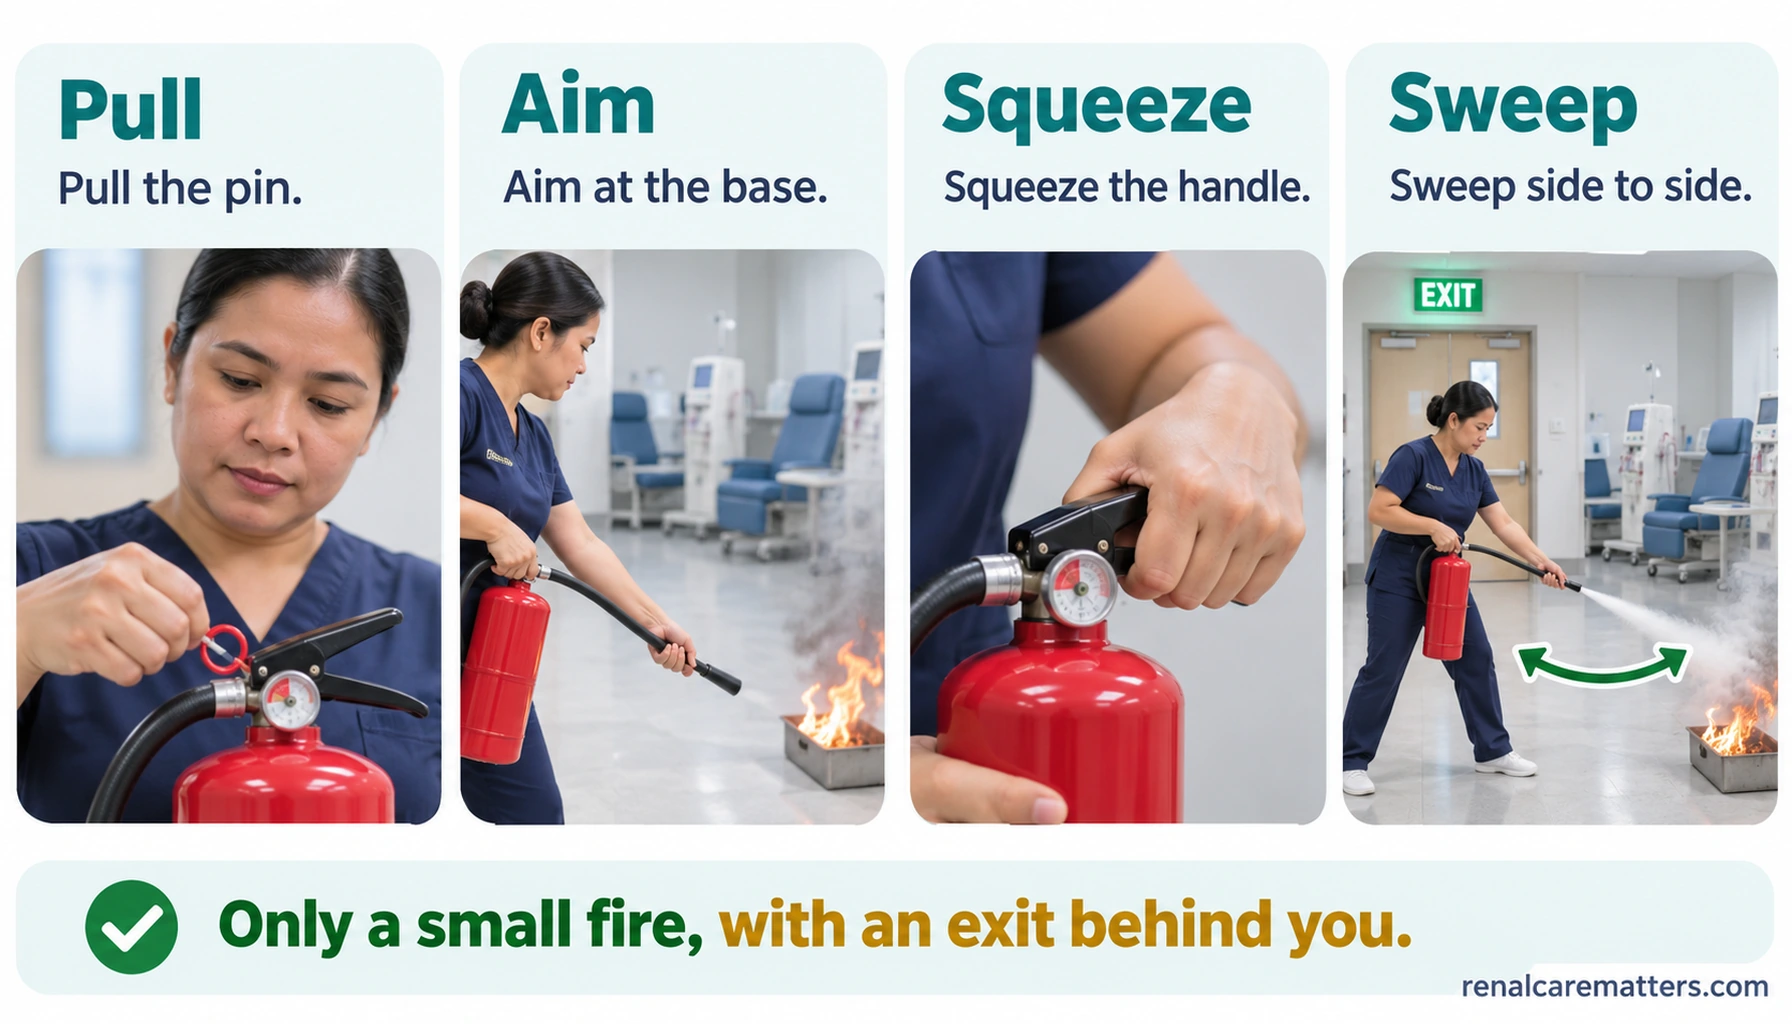 Pull
Pull the pin.
Aim
Aim at the base.
Squeeze
Squeeze the handle.
Sweep
Sweep side to side.
EXIT
Only a small fire, with an exit behind you.
renalcarematters.com